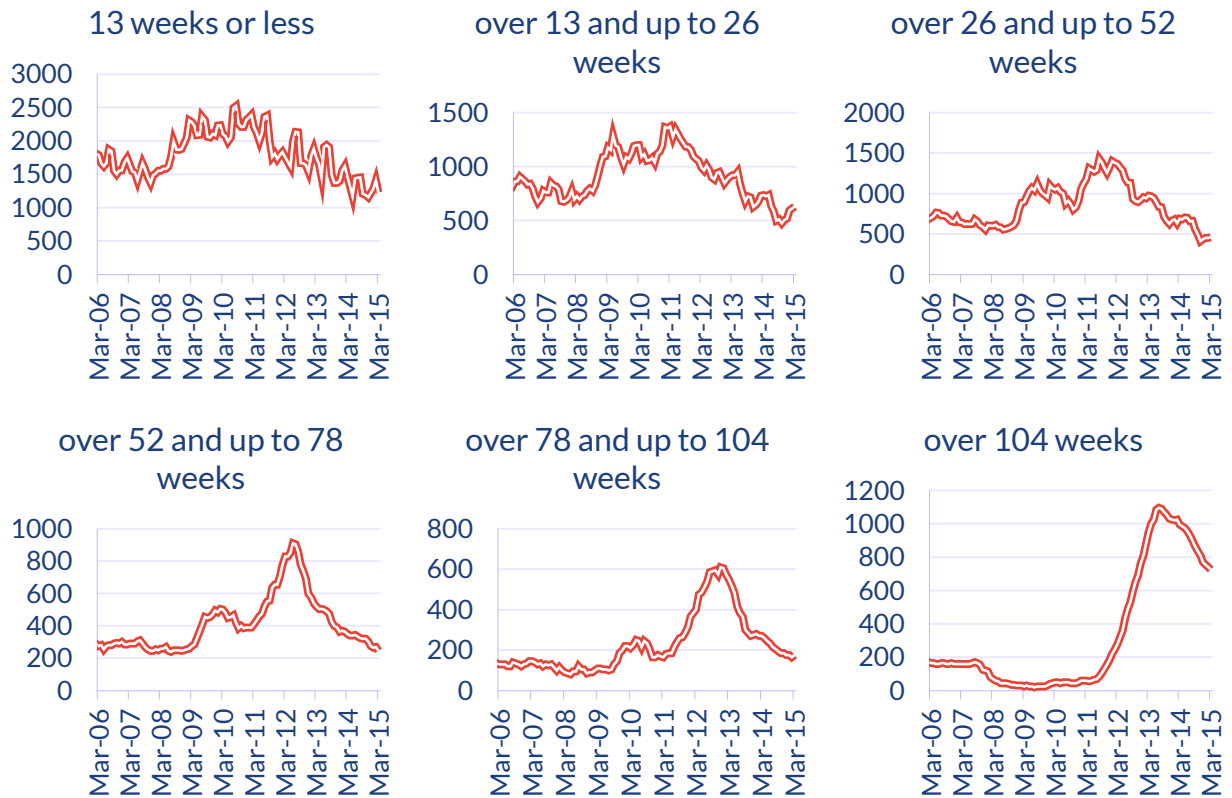 13 weeks or less
3000
2500
2000
1500
1000
500
0
Mar-06
Mar-07
Mar-08
Mar-09
Mar-10
Mar-11
Mar-12
Mar-13
Mar-14
Mar-15
over 13 and up to 26
weeks
1500
1000
500
0
Mar-06
Mar-07
Mar-08
Mar-09
Mar-10
Mar-11
Mar-12
Mar-13
Mar-14
Mar-15
over 26 and up to 52
weeks
2000
1500
1000
500
0
Mar-06
Mar-07
Mar-08
Mar-09
Mar-10
Mar-11
Mar-12
Mar-13
Mar-14
Mar-15
over 52 and up to 78
weeks
1000
800
600
400
200
0
Mar-06
Mar-07
Mar-08
Mar-09
Mar-10
Mar-11
Mar-12
Mar-13
Mar-14
Mar-15
over 78 and up to 104
weeks
800
600
400
200
0
Mar-06
Mar-07
Mar-08
Mar-09
Mar-10
Mar-11
Mar-12
Mar-13
Mar-14
Mar-15
over 104 weeks
1200
1000
800
600
400
200
0
Mar-06
Mar-07
Mar-08
Mar-09
Mar-10
Mar-11
Mar-12
Mar-13
Mar-14
Mar-15